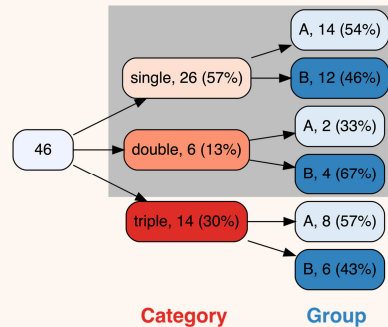 46
single, 26 (57%)
A, 14 (54%)
B, 12 (46%)
double, 6 (13%)
A, 2 (33%)
B, 4 (67%)
triple, 14 (30%)
A, 8 (57%)
B, 6 (43%)
Category
Group